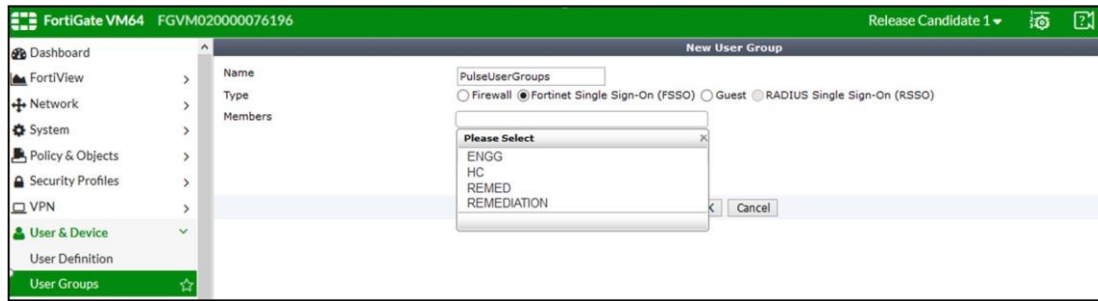 FortiGate VM64 FGVM020000076196 Release Candidate 1
Dashboard
FortiView
Network
System
Policy & Objects
Security Profiles
VPN
User & Device
User Definition
User Groups
New User Group
Name PulseUserGroups
Type Firewall Fortinet Single Sign-On (FSSO) Guest RADIUS Single Sign-On (RSSO)
Members
Please Select
ENGG
HC
REMED
REMEDIATION
Cancel